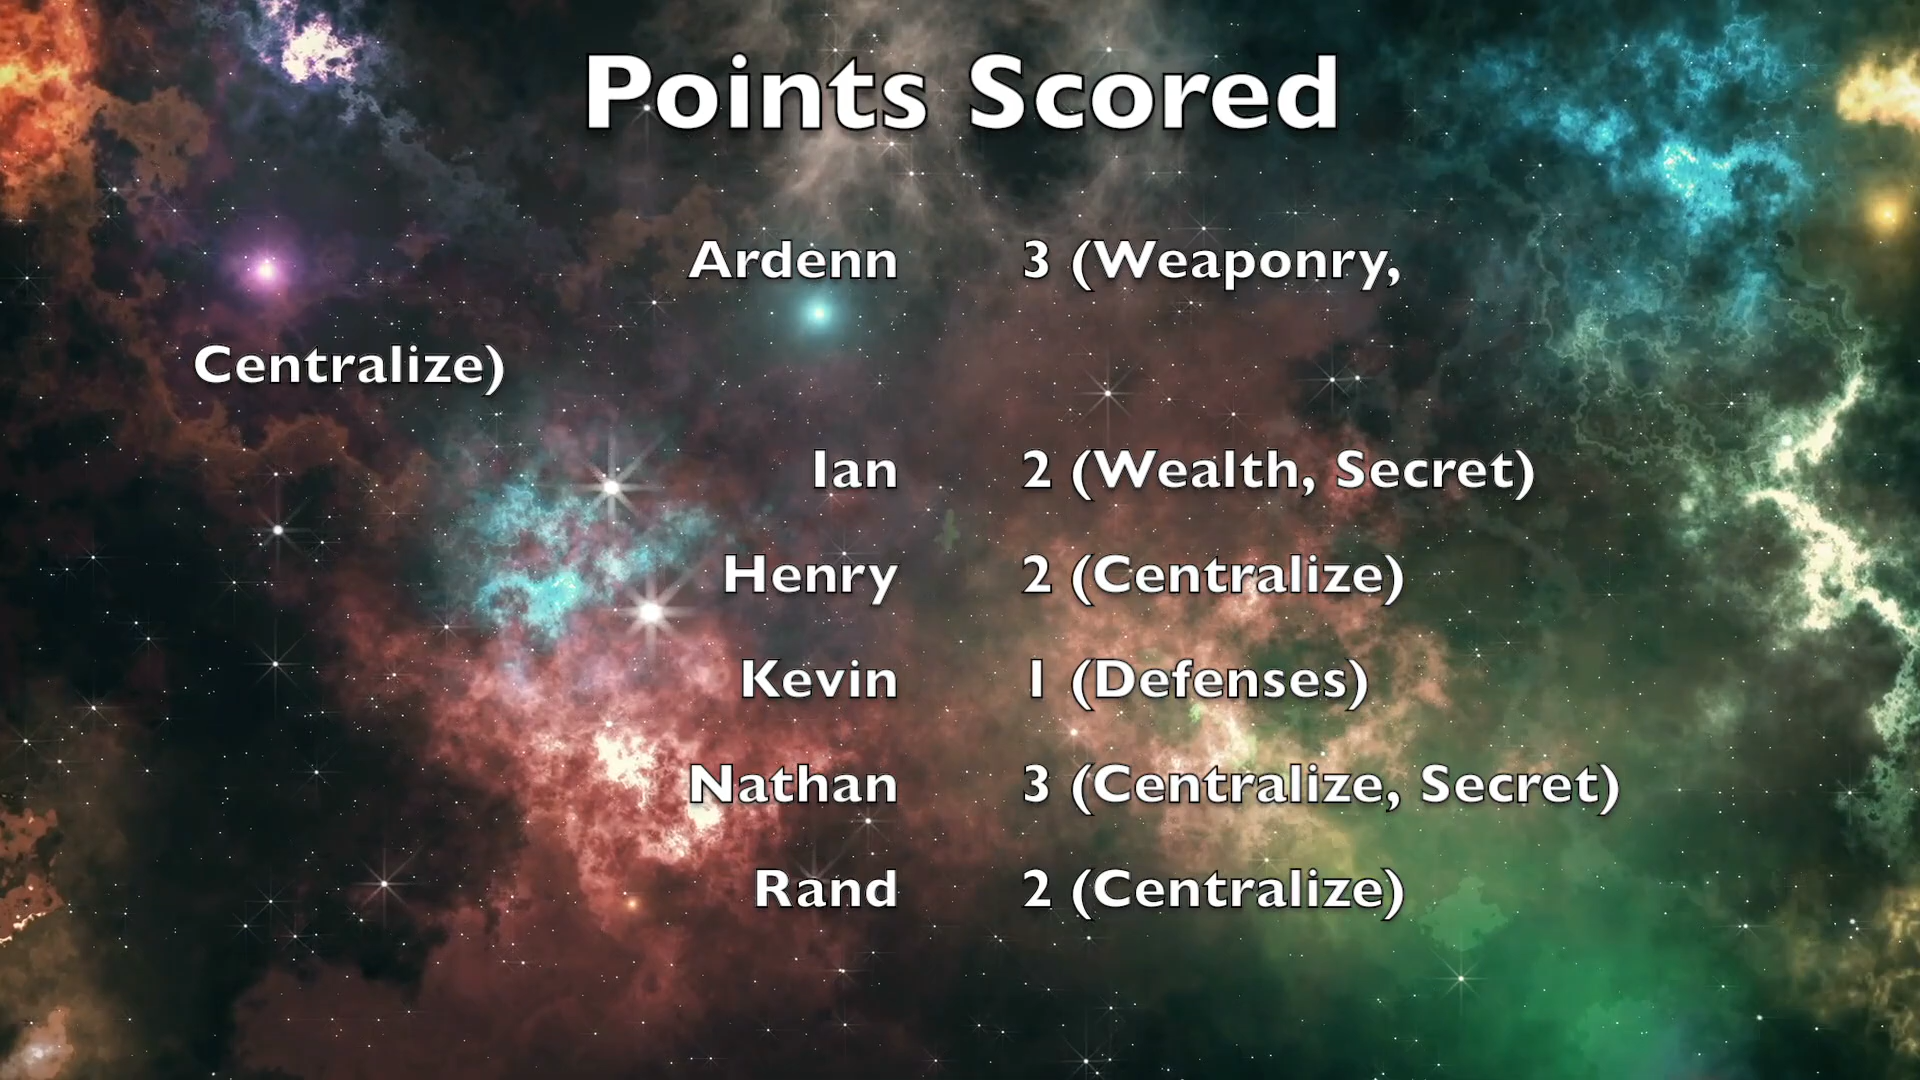 Points Scored
Ardenn 3 (Weaponry,
Centralize)
Ian 2 (Wealth, Secret)
Henry 2 (Centralize)
Kevin 1 (Defenses)
Nathan 3 (Centralize, Secret)
Rand 2 (Centralize)